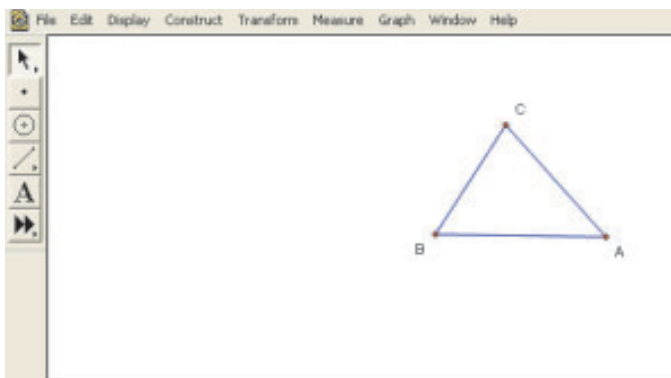 File Edit Display Construct Transform Measure Graph Window Help
C
A
B A